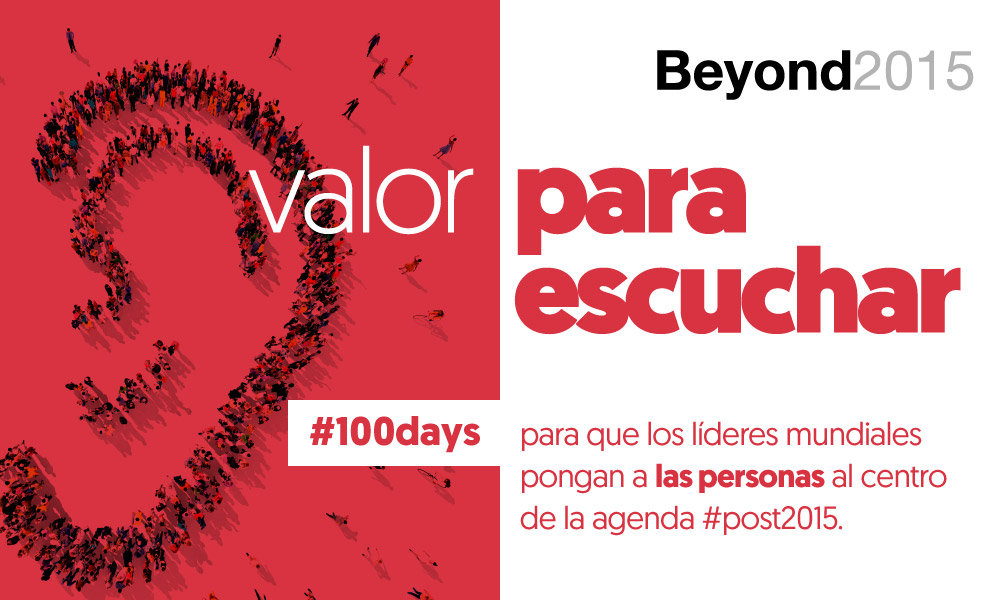 Beyond2015
valor para
escuchar
#100days
para que los líderes mundiales
pongan a las personas al centro
de la agenda #post2015.